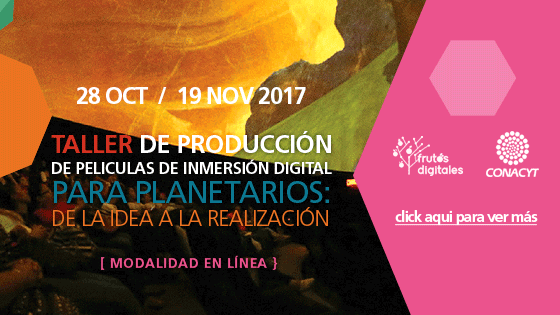 28 OCT / 19 NOV 2017
TALLER DE PRODUCCIÓN
DE PELICULAS DE INMERSIÓN DIGITAL
PARA PLANETARIOS:
DE LA IDEA A LA REALIZACIÓN
[ MODALIDAD EN LÍNEA }
frutos
digitales
CONACYT
click aqui para ver más